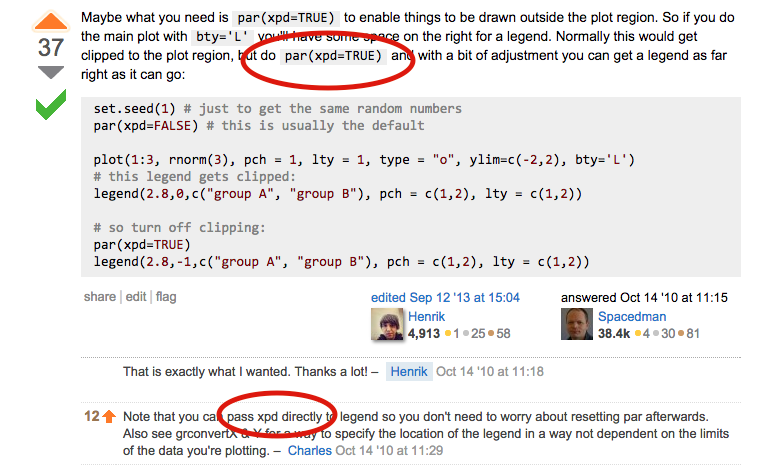 Maybe what you need is par(xpd=TRUE) to enable things to be drawn outside the plot region. So if you do
37
the main plot with bty='L' you'll have some space on the right for a legend. Normally this would get
clipped to the plot region, but do par(xpd=TRUE) and with a bit of adjustment you can get a legend as far
right as it can go:
set.seed(1) # just to get the same random numbers
par(xpd=FALSE) # this is usually the default
plot(1:3, rnorm(3), pch = 1, lty = 1, type = "o", ylim=c(-2,2), bty='L')
# this legend gets clipped:
legend(2.8,0,c("group A", "group B"), pch = c(1,2), lty = c(1,2))
# so turn off clipping:
par(xpd=TRUE)
legend(2.8,-1,c("group A", "group B"), pch = c(1,2), lty = c(1,2))
share | edit | flag
edited Sep 12 '13 at 15:04
Henrik
4,913 ●1 ●25 ●58
answered Oct 14 '10 at 11:15
Spacedman
38.4k ●4 ●30 ●81
That is exactly what I wanted. Thanks a lot! – Henrik Oct 14 '10 at 11:18
12 Note that you can pass xpd directly to legend so you don't need to worry about resetting par afterwards.
Also see grconvertX & Y for a way to specify the location of the legend in a way not dependent on the limits
of the data you're plotting. – Charles Oct 14 '10 at 11:29